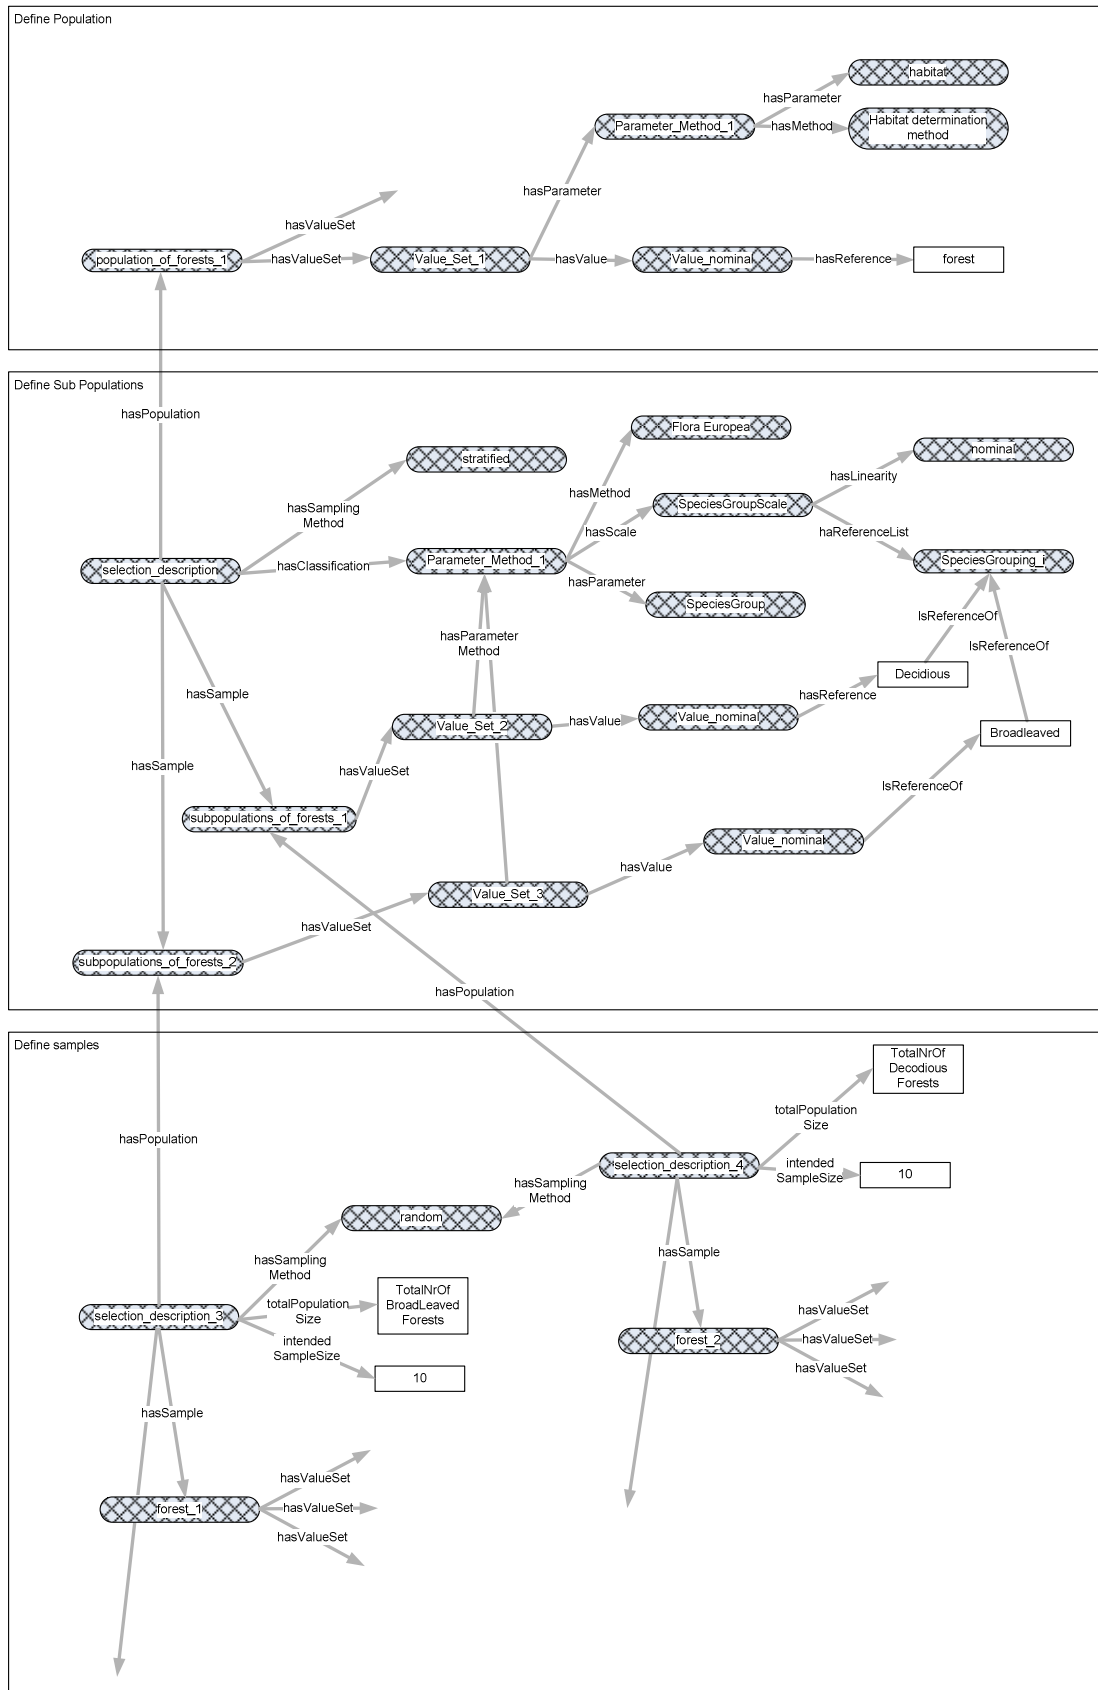 Define Population
habitat
hasParameter
Parameter_Method_1
hasMethod
Habitat determination
method
hasParameter
hasValueSet
population_of_forests_1
hasValueSet
Value_Set_1
hasValue
Value_nominal
hasReference
forest
Define Sub Populations
hasPopulation
Flora Europea
stratified
nominal
hasLinearity
hasMethod
hasSampling
Method
SpeciesGroupScale
hasScale
haReferenceList
selection_description
hasClassification
Parameter_Method_1
SpeciesGrouping_i
hasParameter
SpeciesGroup
IsReferenceOf
hasParameter
Method
IsReferenceOf
Decidious
hasSample
hasReference
Value_Set_2
hasValue
Value_nominal
Broadleaved
hasSample
hasValueSet
IsReferenceOf
subpopulations_of_forests_1
Value_nominal
hasValue
Value_Set_3
hasValueSet
subpopulations_of_forests_2
hasPopulation
Define samples
TotalNrOf
Decodious
Forests
totalPopulation
Size
hasPopulation
selection_description_4
intended
SampleSize
10
hasSampling
Method
random
hasSample
hasSampling
Method
TotalNrOf
BroadLeaved
Forests
totalPopulation
Size
selection_description_3
hasValueSet
forest_2
hasValueSet
hasValueSet
intended
SampleSize
10
hasSample
hasValueSet
forest_1
hasValueSet
hasValueSet